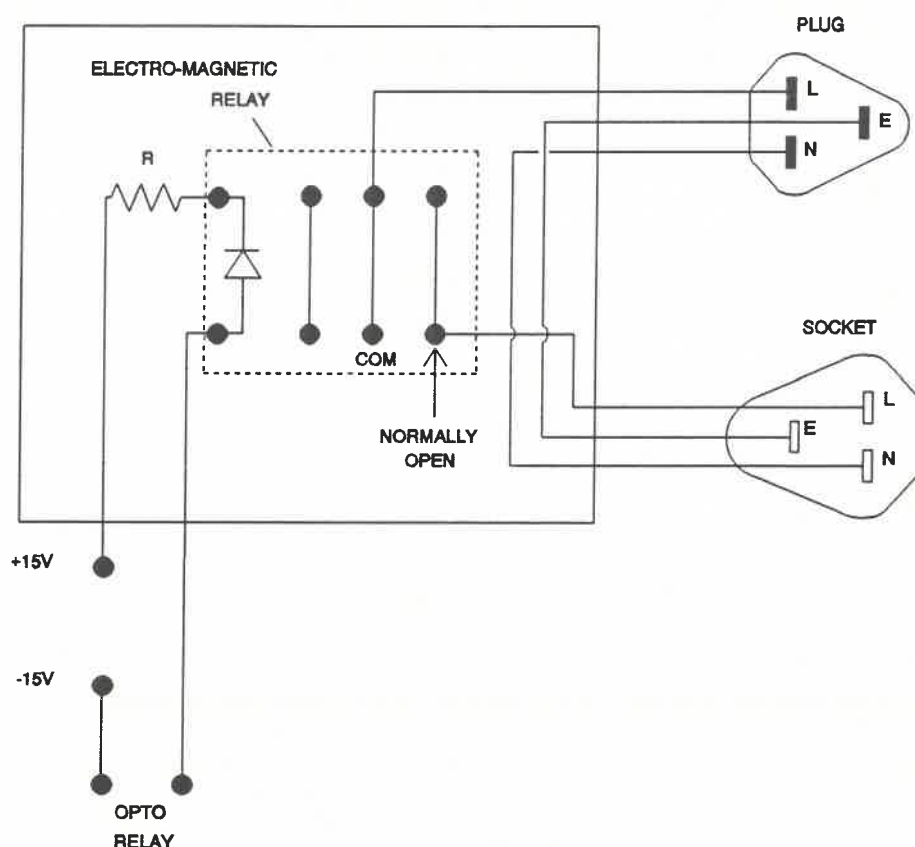 PLUG
ELECTRO-MAGNETIC
RELAY
L
E
N
R
SOCKET
COM
L
E
N
NORMALLY
OPEN
+15V
-15V
OPTO
RELAY